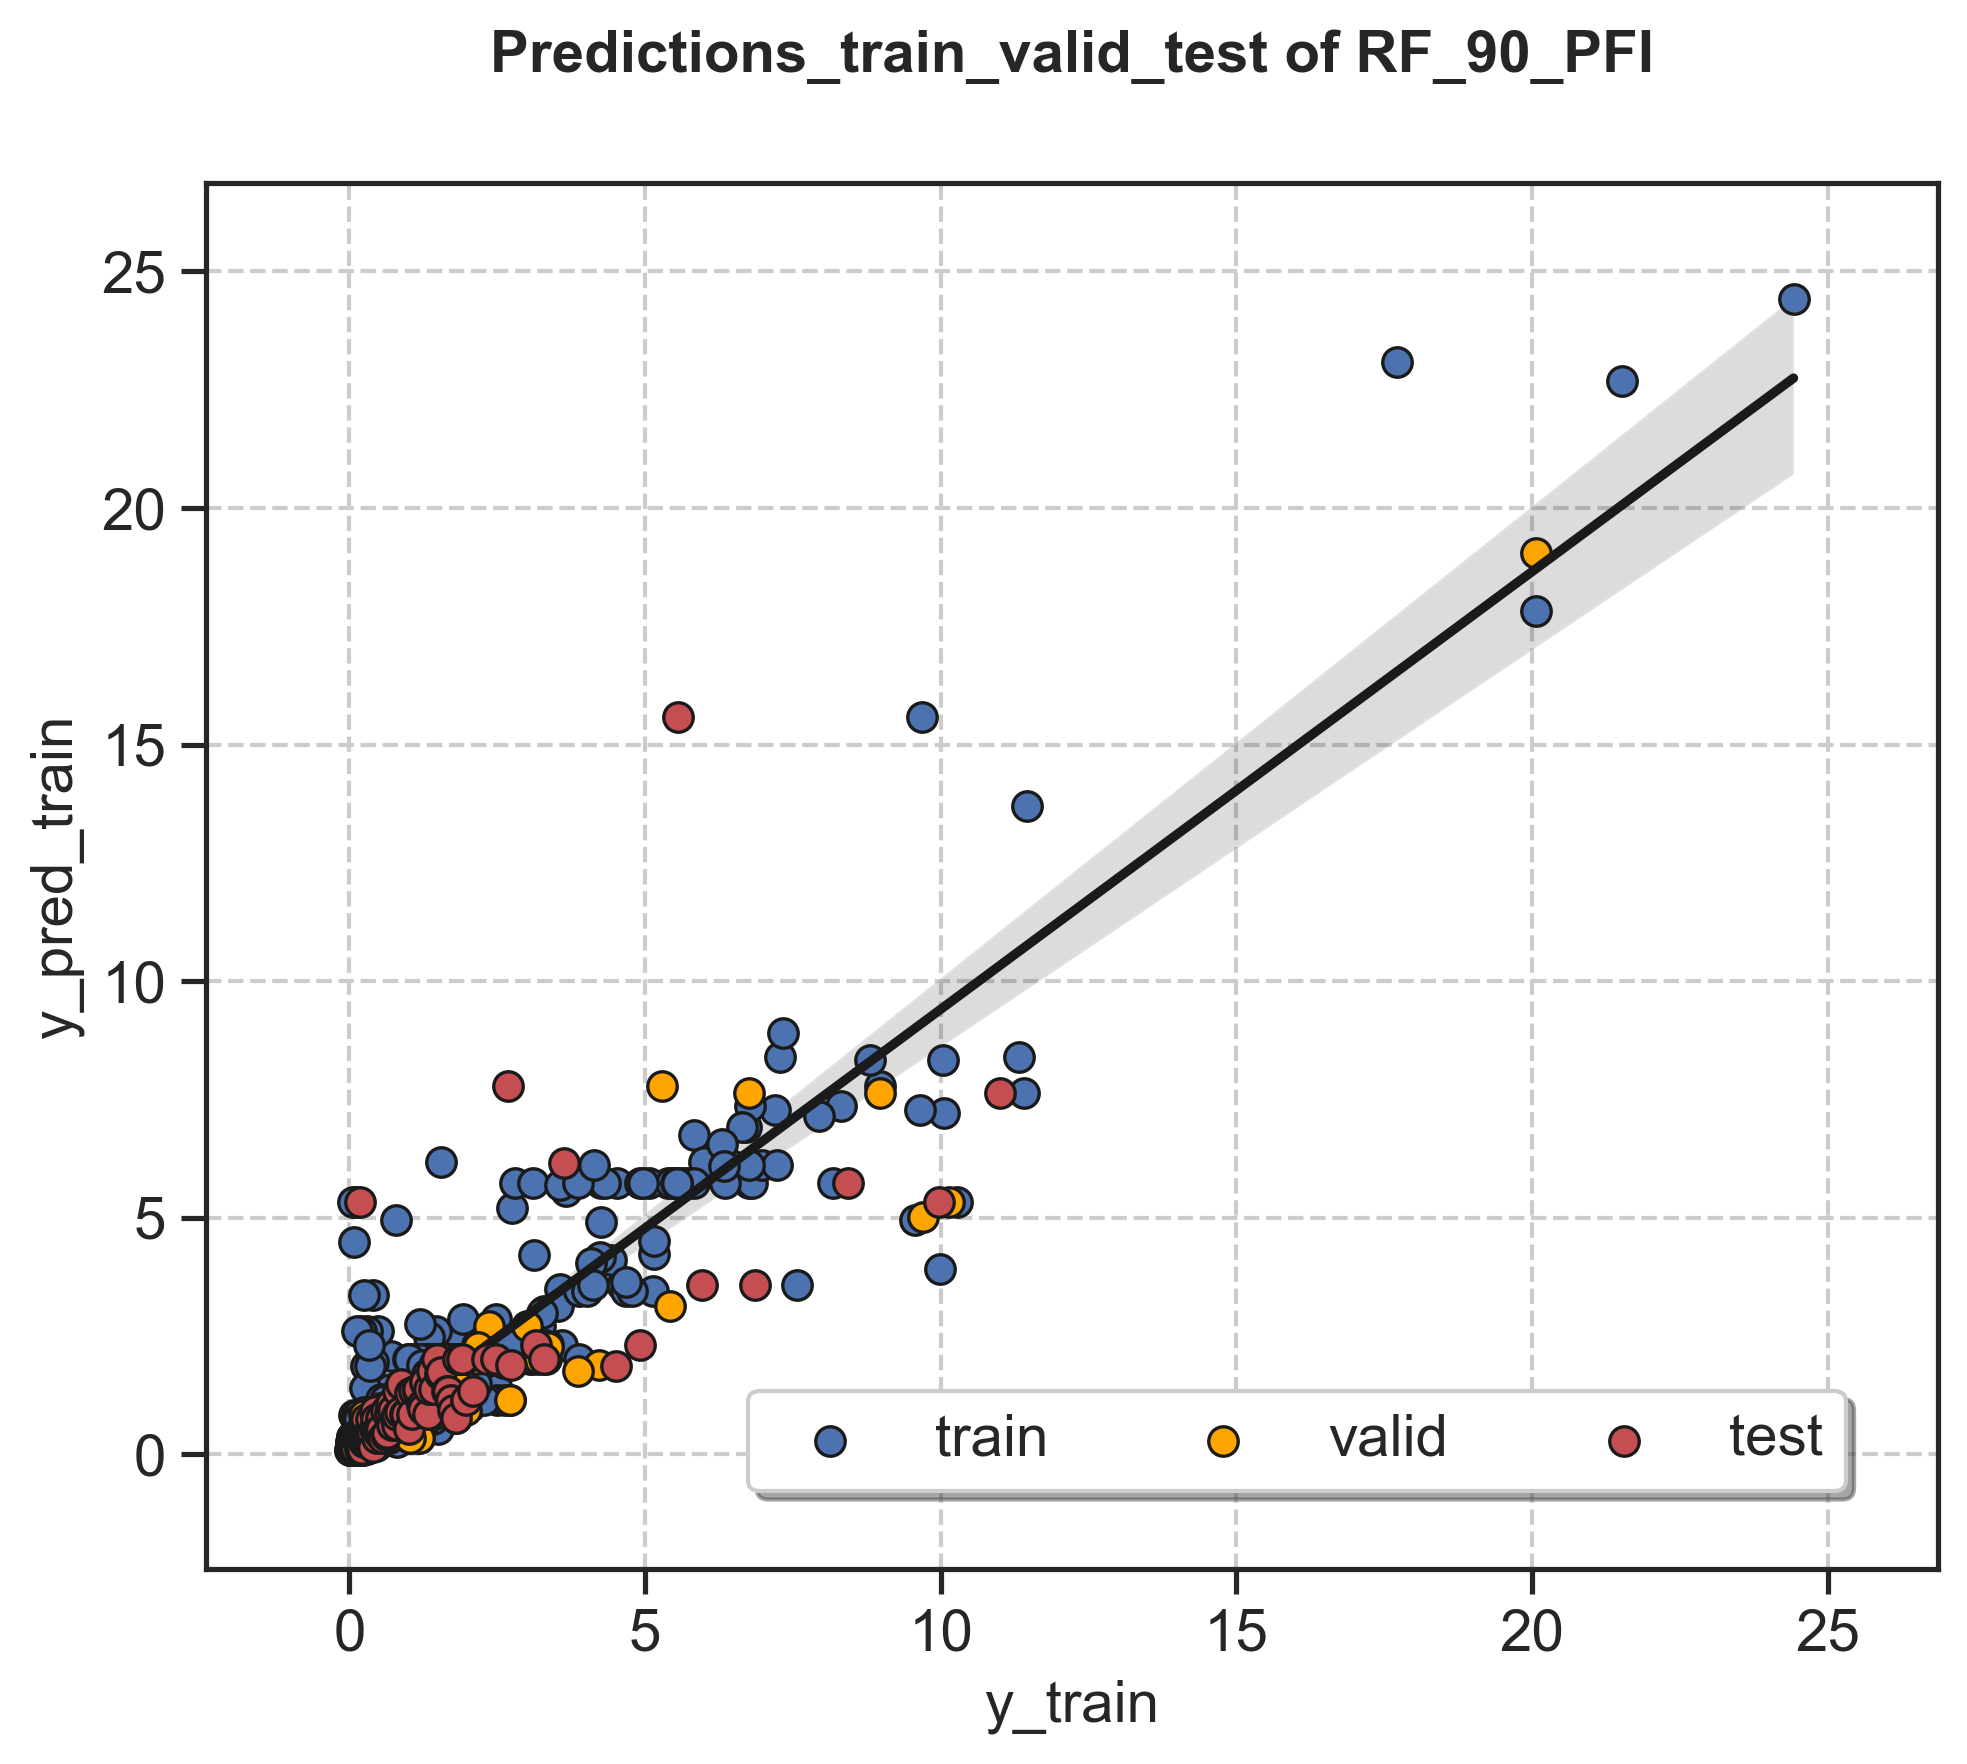 Predictions_train_valid_test of RF_90_PFI
25
20
15
10
5
0
y_pred_train
train valid test
0 5 10 15 20 25
y_train